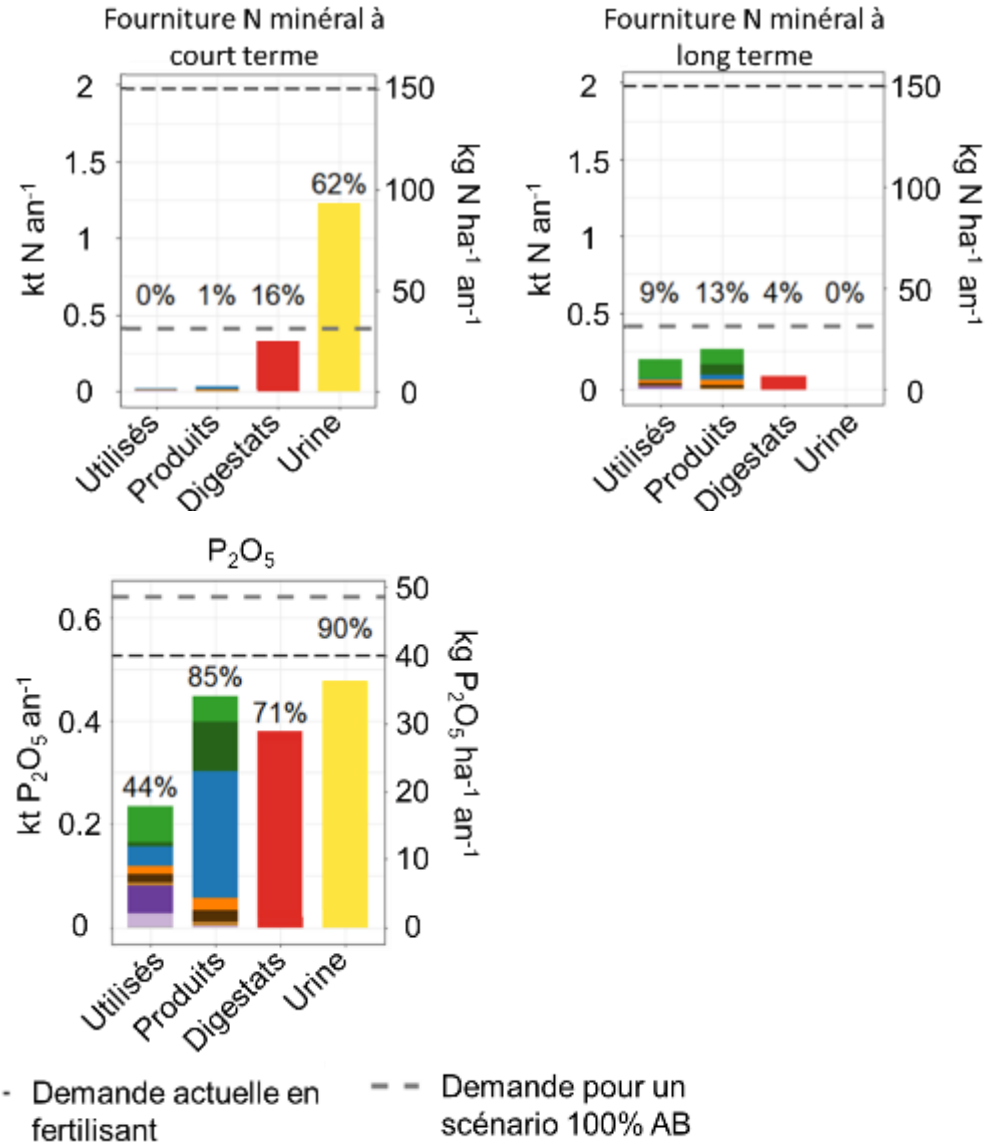 Fourniture N minéral à
court terme
2
1.5
1
0.5
0
kt N an⁻¹
150
100
50
0
kg N ha⁻¹ an⁻¹
0%
1%
16%
62%
Utilisés
Produits
Digestats
Urine
Fourniture N minéral à
long terme
2
1.5
1
0.5
0
kt N an⁻¹
150
100
50
0
kg N ha⁻¹ an⁻¹
9%
13%
4%
0%
Utilisés
Produits
Digestats
Urine
P₂O₅
0.6
0.4
0.2
0
kt P₂O₅ an⁻¹
50
40
30
20
10
0
kg P₂O₅ ha⁻¹ an⁻¹
44%
85%
71%
90%
Utilisés
Produits
Digestats
Urine
Demande actuelle en
fertilisant
Demande pour un
scénario 100% AB